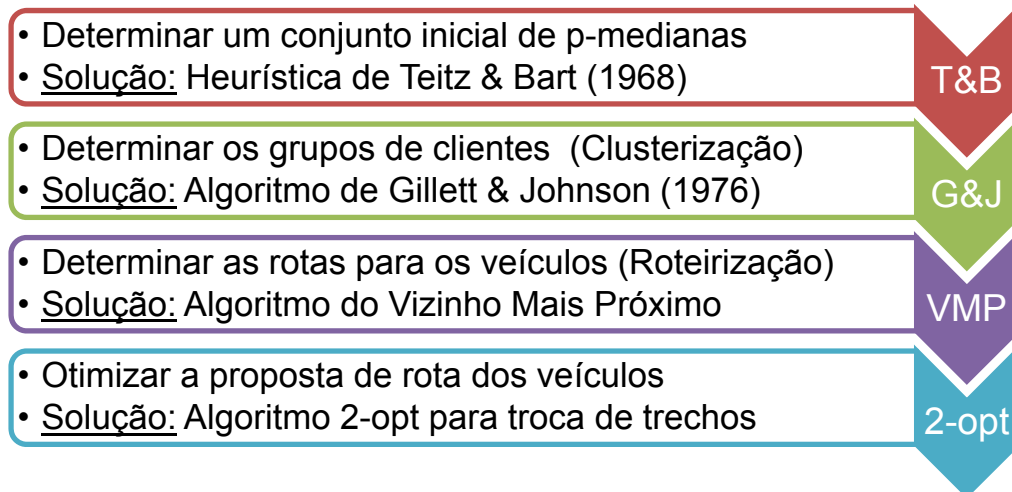 • Determinar um conjunto inicial de p-medianas
• Solução: Heurística de Teitz & Bart (1968)
T&B
• Determinar os grupos de clientes (Clusterização)
• Solução: Algoritmo de Gillett & Johnson (1976)
G&J
• Determinar as rotas para os veículos (Roteirização)
• Solução: Algoritmo do Vizinho Mais Próximo
VMP
• Otimizar a proposta de rota dos veículos
• Solução: Algoritmo 2-opt para troca de trechos
2-opt